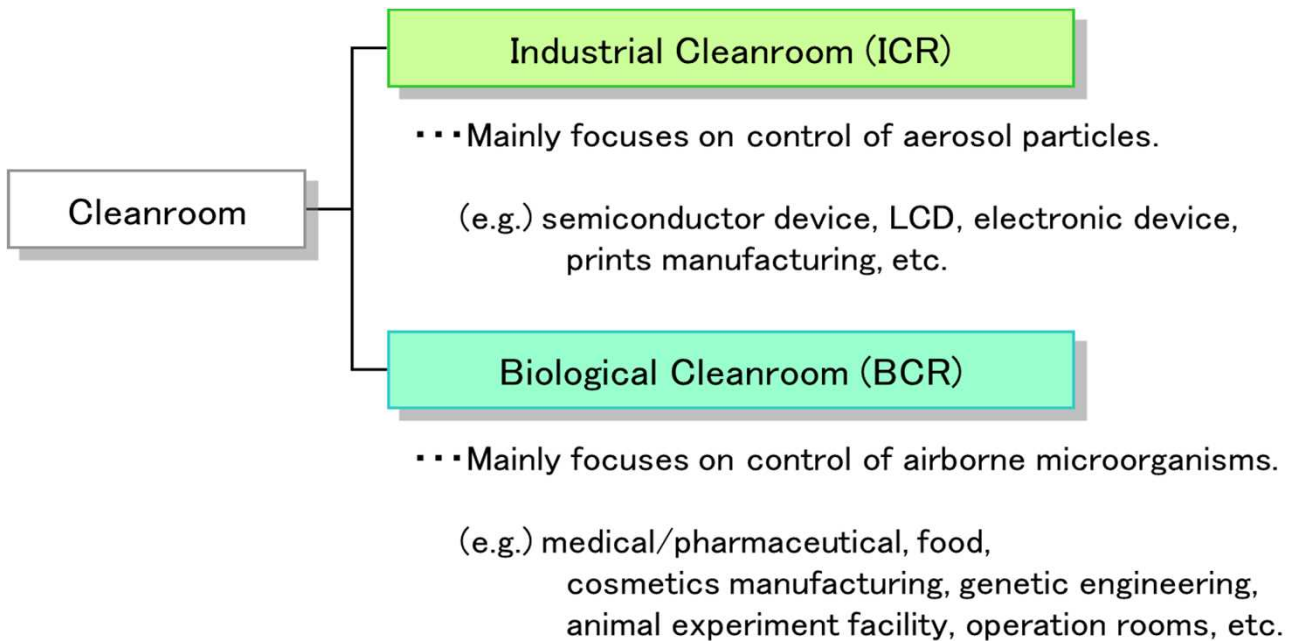 Industrial Cleanroom (ICR)
・・・Mainly focuses on control of aerosol particles.
Cleanroom
(e.g.) semiconductor device, LCD, electronic device,
prints manufacturing, etc.
Biological Cleanroom (BCR)
・・・Mainly focuses on control of airborne microorganisms.
(e.g.) medical/pharmaceutical, food,
cosmetics manufacturing, genetic engineering,
animal experiment facility, operation rooms, etc.